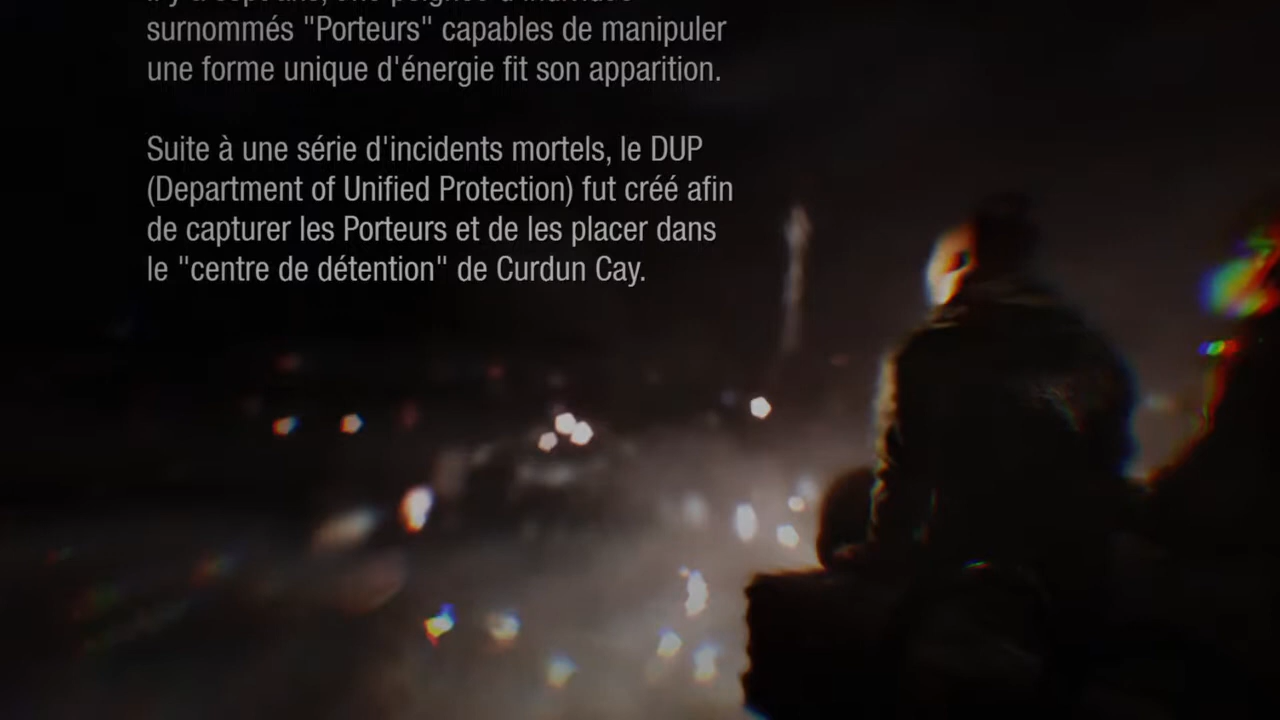 surnommés "Porteurs" capables de manipuler
une forme unique d'énergie fit son apparition.
Suite à une série d'incidents mortels, le DUP
(Department of Unified Protection) fut créé afin
de capturer les Porteurs et de les placer dans
le "centre de détention" de Curdun Cay.